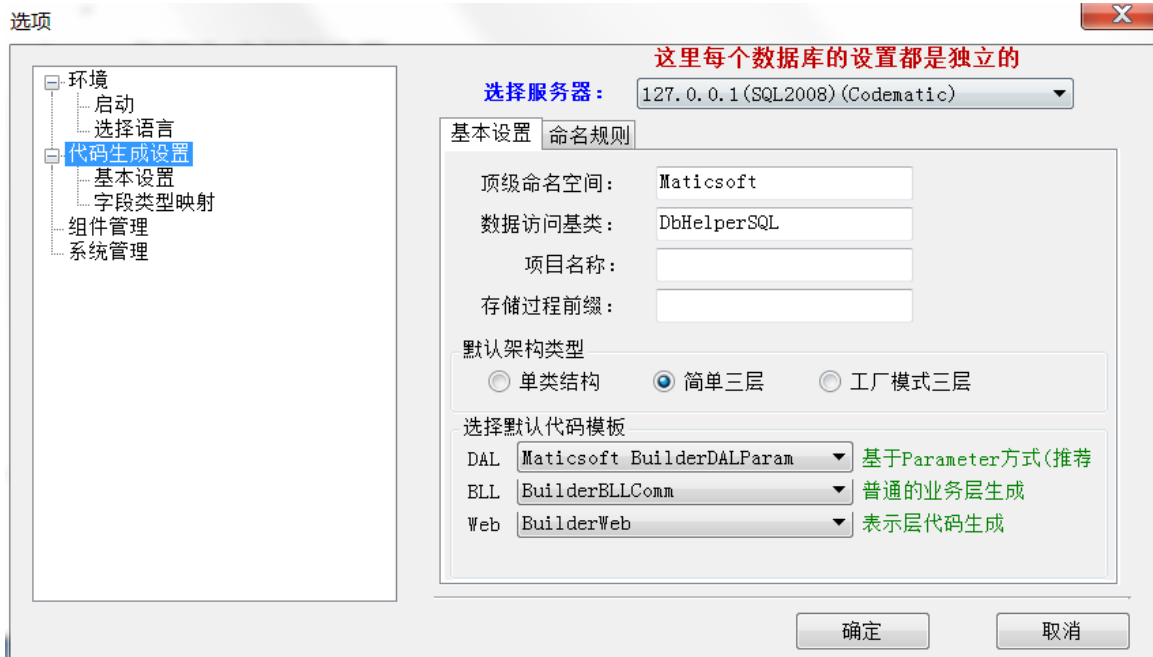 选项
环境
启动
选择语言
代码生成设置
基本设置
字段类型映射
组件管理
系统管理
这里每个数据库的设置都是独立的
选择服务器： 127.0.0.1(SQL2008)(Codematic)
基本设置 命名规则
顶级命名空间： Maticsoft
数据访问基类： DbHelperSQL
项目名称：
存储过程前缀：
默认架构类型
单类结构 简单三层 工厂模式三层
选择默认代码模板
DAL Maticsoft BuilderDALParam 基于Parameter方式(推荐
BLL BuilderBLLComm 普通的业务层生成
Web BuilderWeb 表示层代码生成
确定 取消